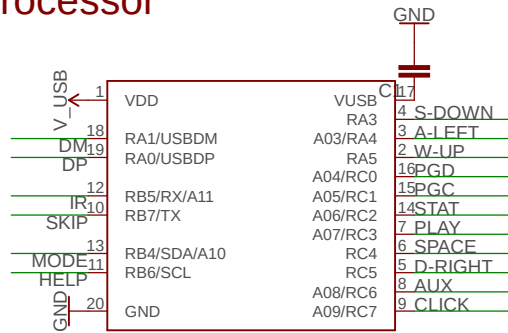 rocessor
GND
V_USB
1 VDD
VUSB C1 17
RA3 4 S-DOWN
DM 18 RA1/USBDM
A03/RA4 3 A-LEFT
DP 19 RA0/USBDP
RA5 2 W-UP
A04/RC0 16 PGD
IR 12 RB5/RX/A11
A05/RC1 15 PGC
SKIP 10 RB7/TX
A06/RC2 14 STAT
A07/RC3 7 PLAY
MODE 13 RB4/SDA/A10
RC4 6 SPACE
HELP 11 RB6/SCL
RC5 5 D-RIGHT
A08/RC6 8 AUX
GND 20 GND
A09/RC7 9 CLICK